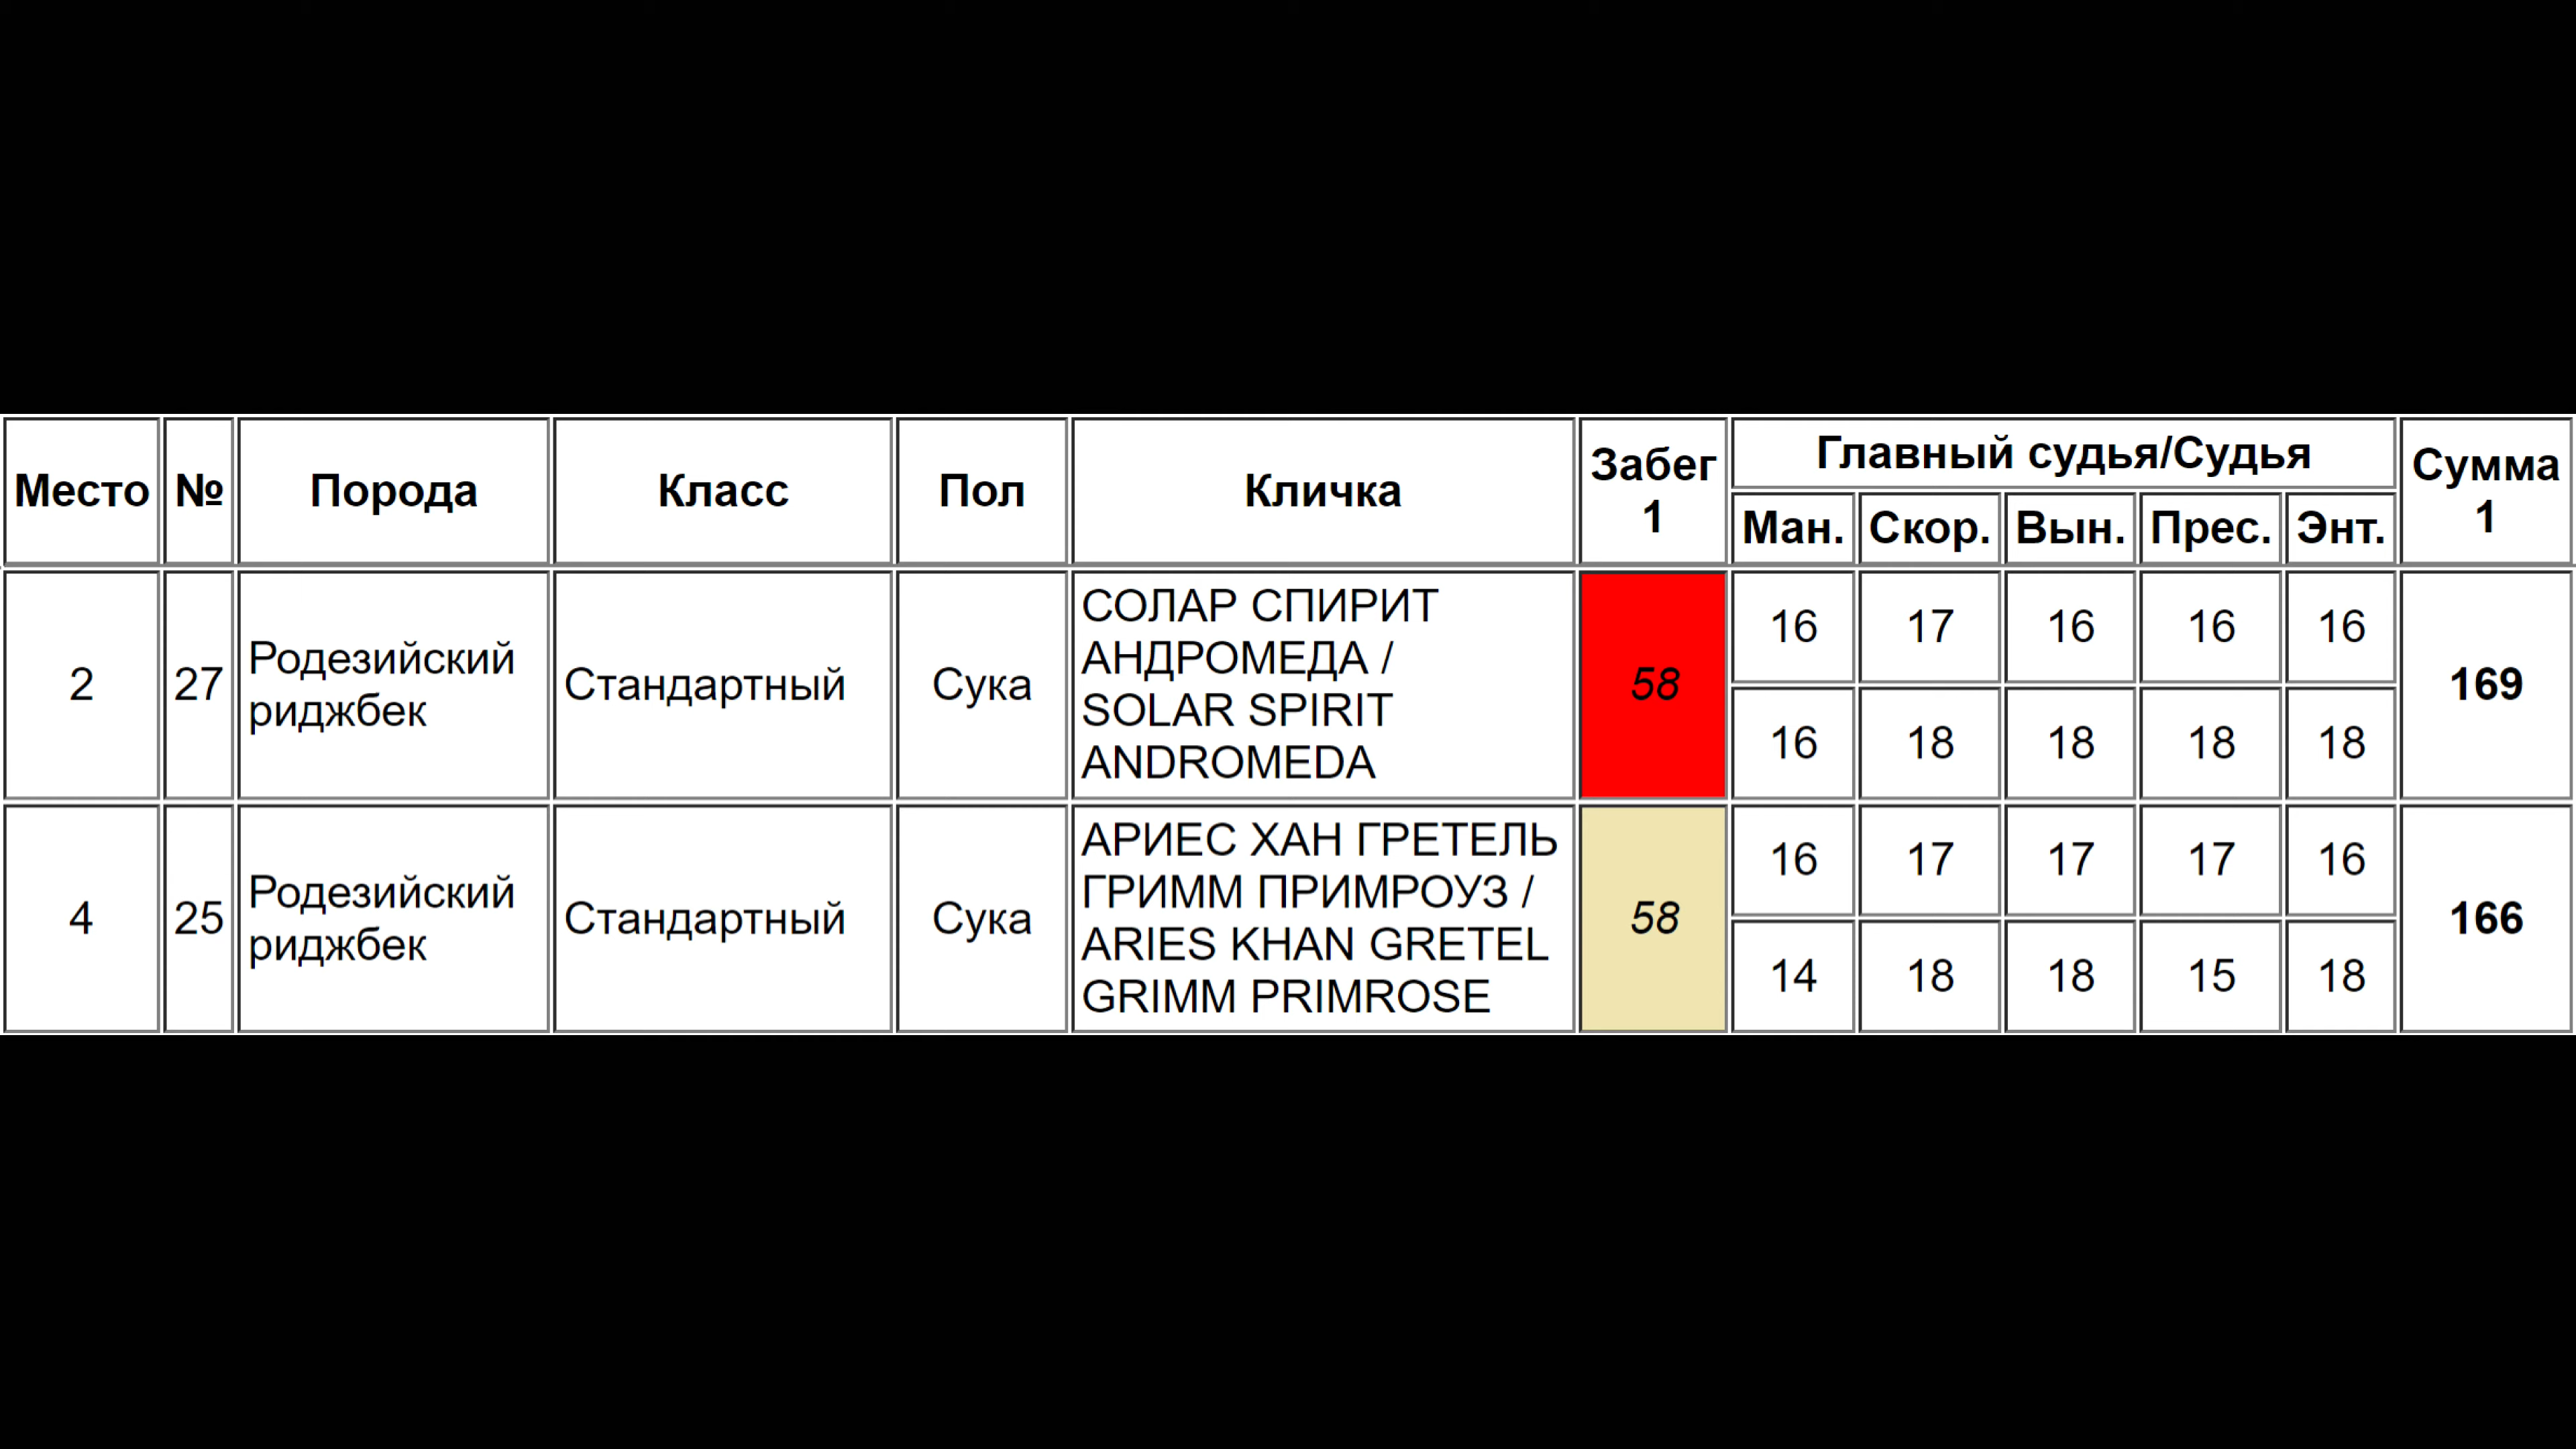 Место № Порода Класс Пол Кличка Забег 1 Главный судья/Судья Сумма 1
Ман. Скор. Вын. Прес. Энт.
2 27 Родезийский риджбек Стандартный Сука СОЛАР СПИРИТ АНДРОМЕДА / SOLAR SPIRIT ANDROMEDA 58 16 17 16 16 16 169
16 18 18 18 18
4 25 Родезийский риджбек Стандартный Сука АРИЕС ХАН ГРЕТЕЛЬ ГРИММ ПРИМРОУЗ / ARIES KHAN GRETEL GRIMM PRIMROSE 58 16 17 17 17 16 166
14 18 18 15 18